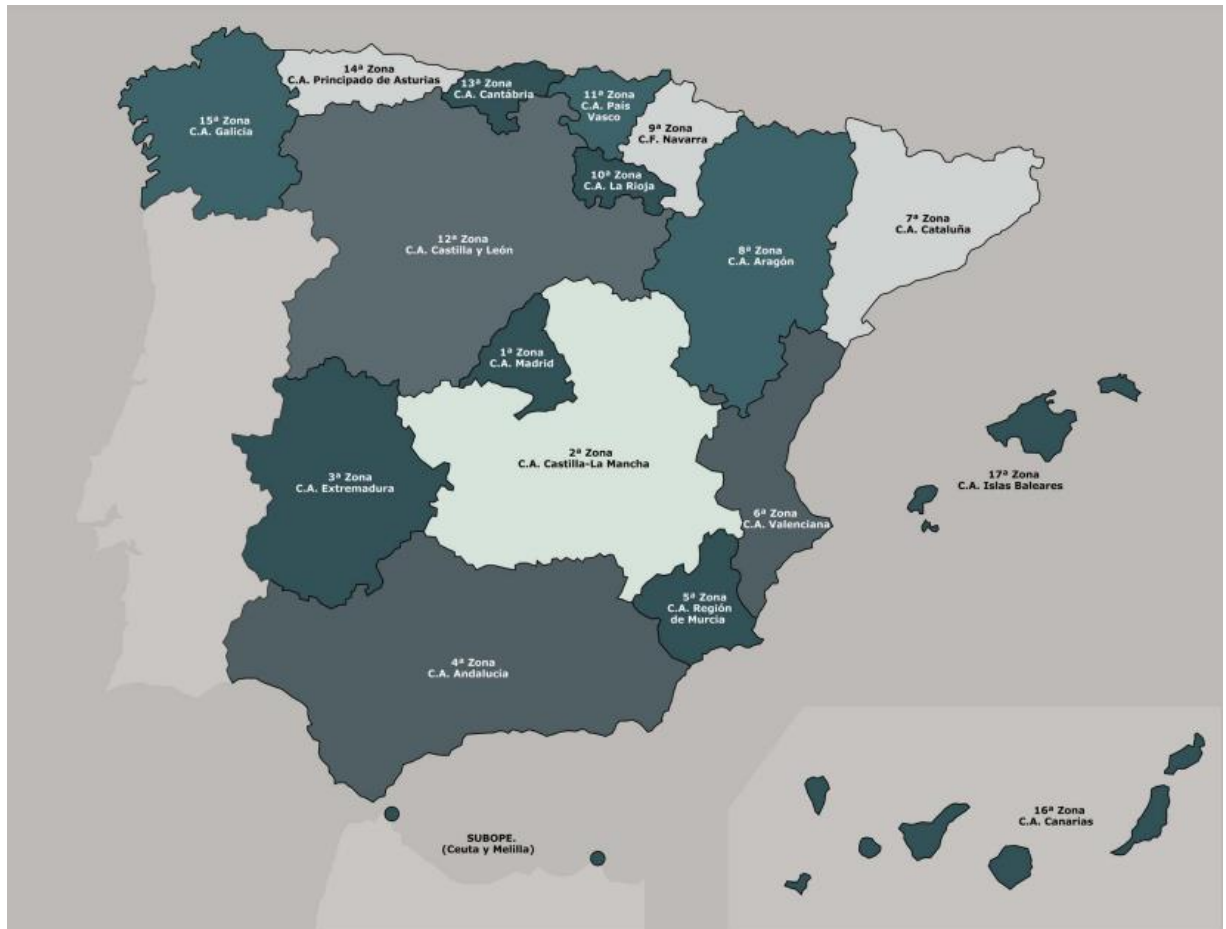 14ª Zona
C.A. Principado de Asturias
13ª Zona
C.A. Cantábria
11ª Zona
C.A. País
Vasco
15ª Zona
C.A. Galicia
9ª Zona
C.F. Navarra
10ª Zona
C.A. La Rioja
7ª Zona
C.A. Cataluña
12ª Zona
C.A. Castilla y León
8º Zona
C.A. Aragón
1ª Zona
C.A. Madrid
2ª Zona
C.A. Castilla-La Mancha
3ª Zona
C.A. Extremadura
17ª Zona
C.A. Islas Baleares
6ª Zona
C.A. Valenciana
5ª Zona
C.A. Región
de Murcia
4ª Zona
C.A. Andalucia
16ª Zona
C.A. Canarias
SUBOPE.
(Ceuta y Melilla)